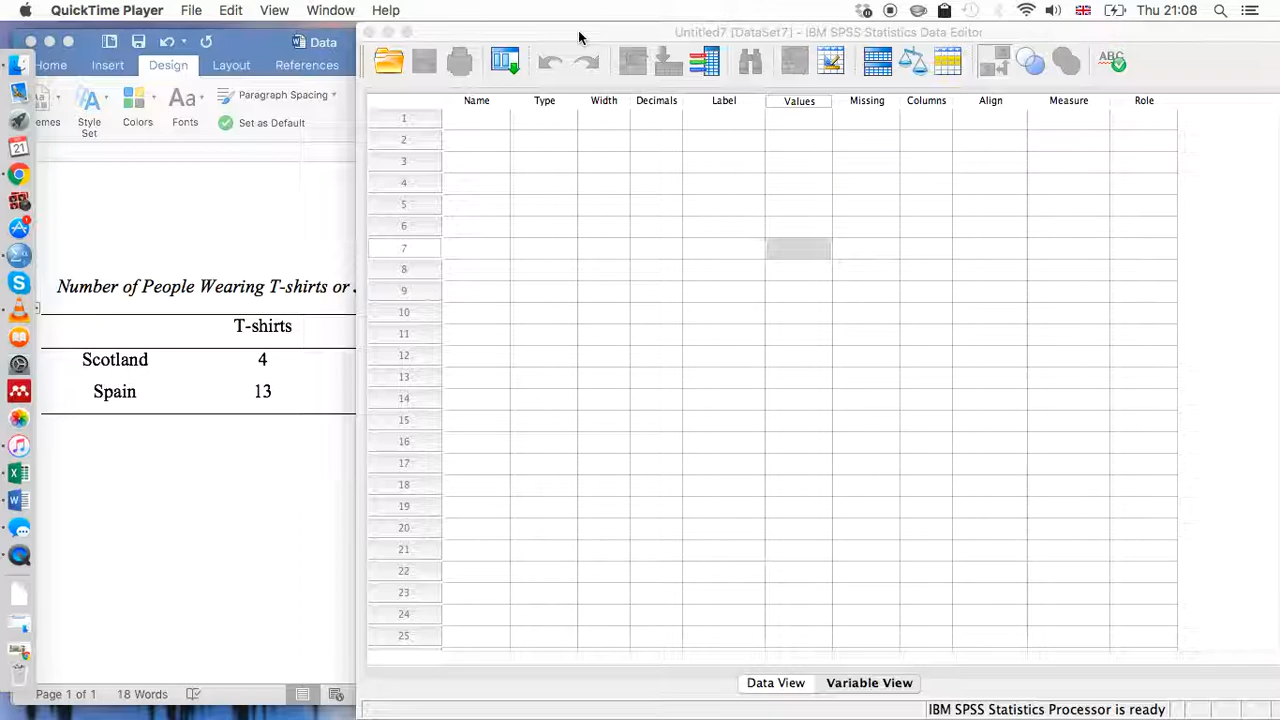 QuickTime Player File Edit View Window Help Thu 21:08
Data
Untitled7 [DataSet7] - IBM SPSS Statistics Data Editor
Home Insert Design Layout References
Style Set Colors Fonts Paragraph Spacing
Set as Default
ABC
21
Name Type Width Decimals Label Values Missing Columns Align Measure Role
1
2
3
4
5
6
7
8
9
10
11
12
13
14
15
16
17
18
19
20
21
22
23
24
25
Number of People Wearing T-shirts or
T-shirts
Scotland 4
Spain 13
Page 1 of 1 18 Words
Data View Variable View
IBM SPSS Statistics Processor is ready